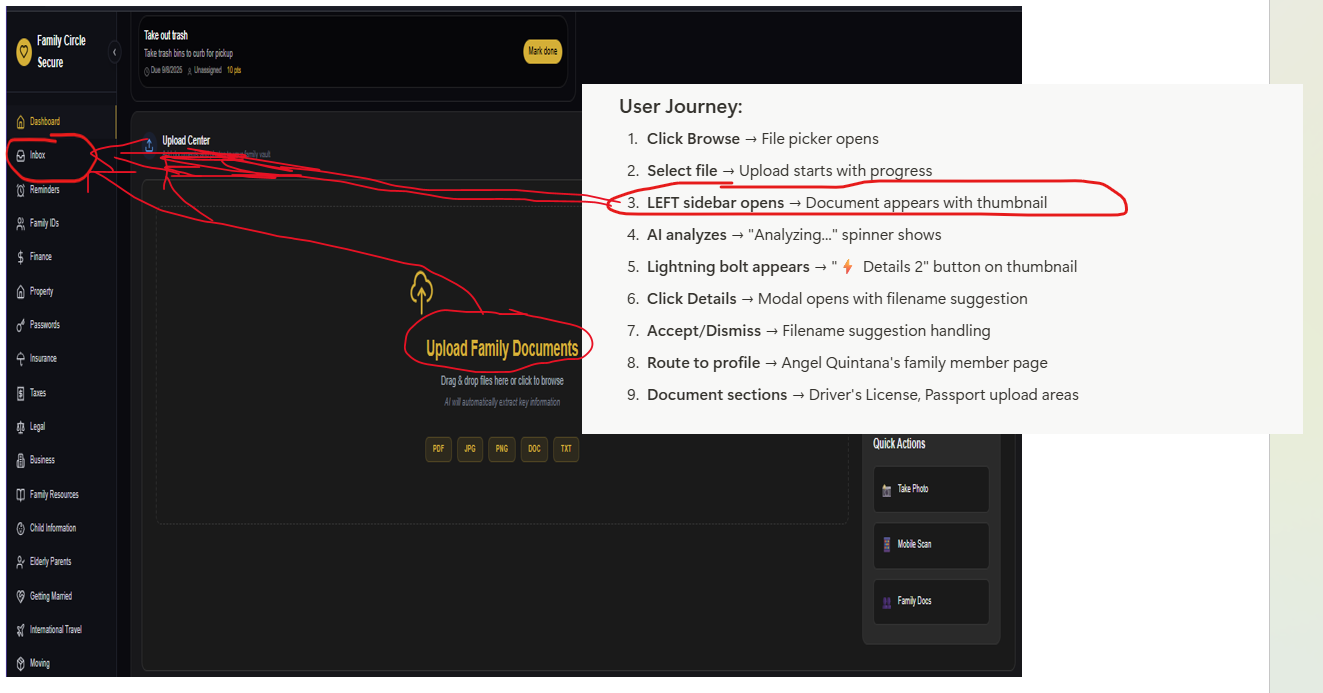 Family Circle
Secure
Dashboard
Inbox
Reminders
Family IDs
Finance
Property
Passwords
Insurance
Taxes
Legal
Business
Family Resources
Child Information
Elderly Parents
Getting Married
International Travel
Moving
Take out trash
Take trash bins to curb for pickup
Due 9/6/2025 Unassigned 10 pts
Mark done
Upload Center
family vault
Upload Family Documents
Drag & drop files here or click to browse
AI will automatically extract key information
PDF JPG PNG DOC TXT
User Journey:
1. Click Browse → File picker opens
2. Select file → Upload starts with progress
3. LEFT sidebar opens → Document appears with thumbnail
4. AI analyzes → "Analyzing..." spinner shows
5. Lightning bolt appears → "⚡ Details 2" button on thumbnail
6. Click Details → Modal opens with filename suggestion
7. Accept/Dismiss → Filename suggestion handling
8. Route to profile → Angel Quintana's family member page
9. Document sections → Driver's License, Passport upload areas
Quick Actions
Take Photo
Mobile Scan
Family Docs